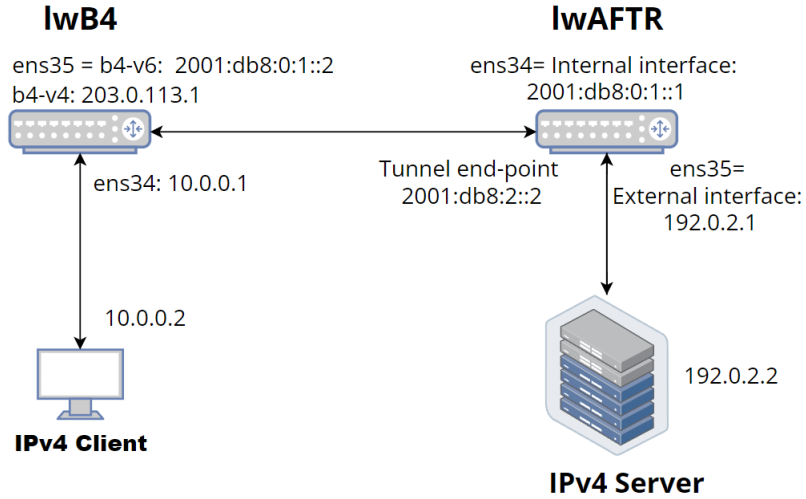 lwB4
lwAFTR
ens35 = b4-v6: 2001:db8:0:1::2
b4-v4: 203.0.113.1
ens34= Internal interface:
2001:db8:0:1::1
ens34: 10.0.0.1
Tunnel end-point
2001:db8:2::2
ens35=
External interface:
192.0.2.1
10.0.0.2
192.0.2.2
IPv4 Client
IPv4 Server